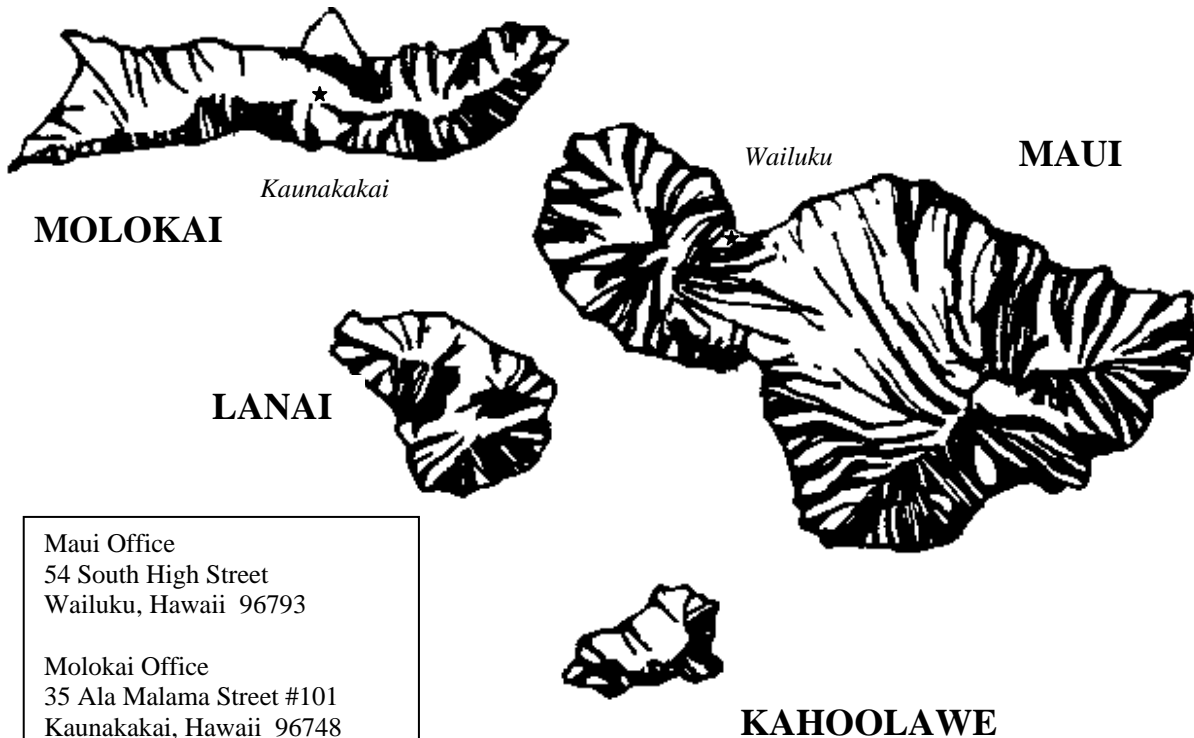 Wailuku
MAUI
Kaunakakai
MOLOKAI
LANAI
Maui Office
54 South High Street
Wailuku, Hawaii  96793
Molokai Office
35 Ala Malama Street #101
Kaunakakai, Hawaii  96748
KAHOOLAWE